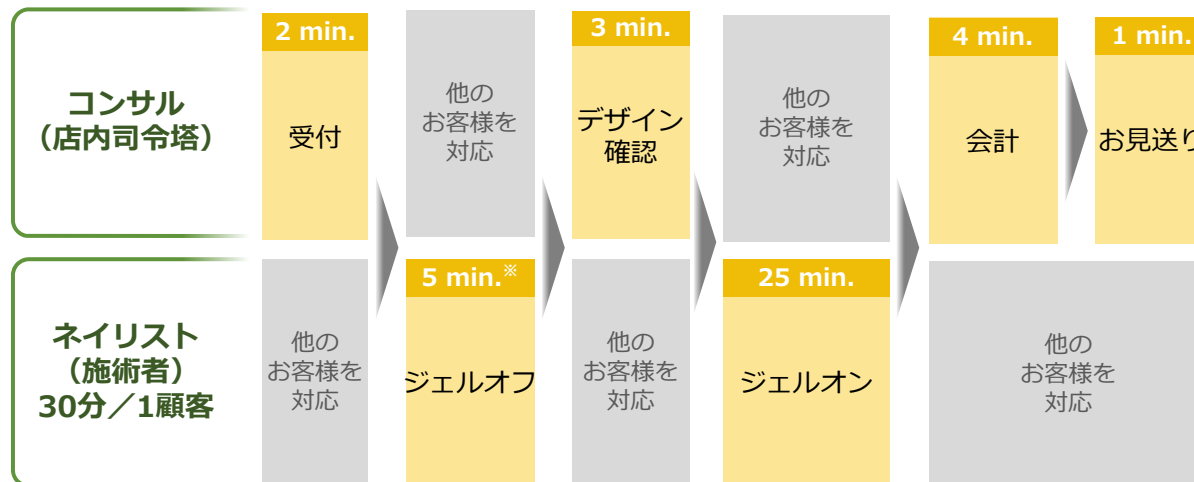 コンサル
（店内司令塔）
2 min.
受付
他の
お客様を
対応
3 min.
デザイン
確認
他の
お客様を
対応
4 min.
会計
1 min.
お見送り
ネイリスト
（施術者）
30分／1顧客
他の
お客様を
対応
5 min.※
ジェルオフ
他の
お客様を
対応
25 min.
ジェルオン
他の
お客様を
対応